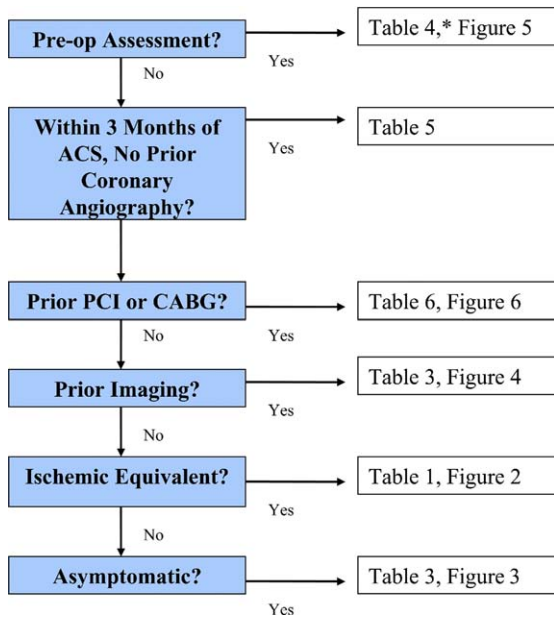 Pre-op Assessment?
Table 4,* Figure 5
No
Yes
Within 3 Months of
ACS, No Prior
Coronary
Angiography?
Table 5
Yes
Prior PCI or CABG?
Table 6, Figure 6
No
Yes
Prior Imaging?
Table 3, Figure 4
Yes
No
Ischemic Equivalent?
Table 1, Figure 2
Yes
No
Asymptomatic?
Table 3, Figure 3
Yes